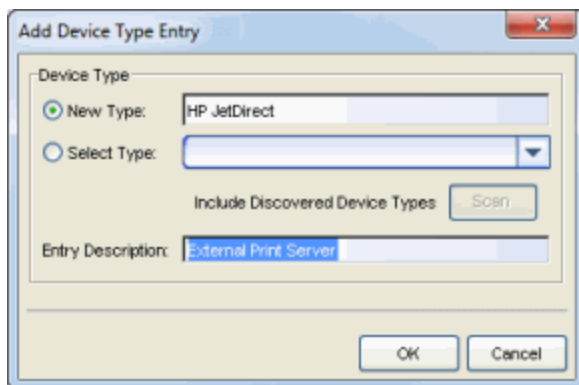 Add Device Type Entry
Device Type
New Type: HP JetDirect
Select Type:
Include Discovered Device Types Scan
Entry Description: External Print Server
OK Cancel